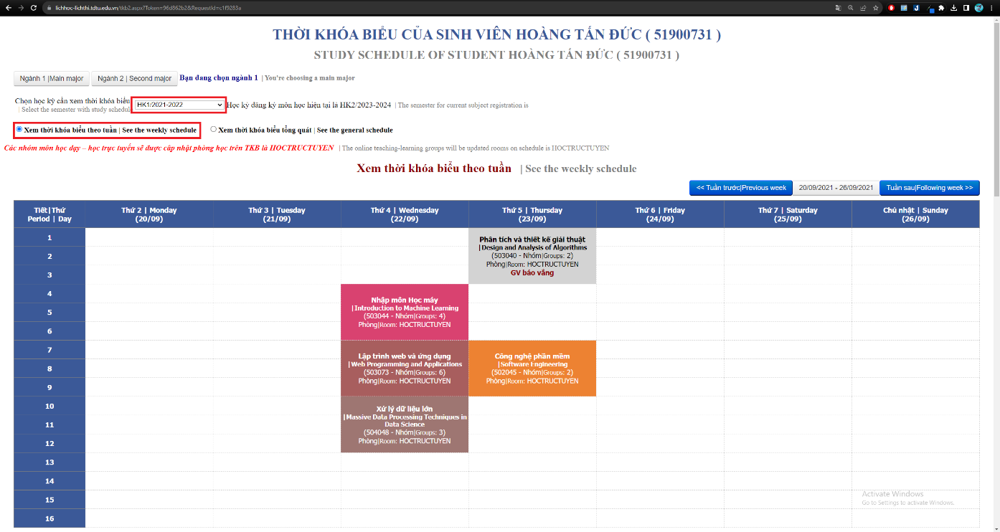 lichhoc-lichthi.tdtu.edu.vn/tkb2.aspx?Token=96d862b2&RequestId=c1f9283a
THỜI KHÓA BIỂU CỦA SINH VIÊN HOÀNG TẤN ĐỨC ( 51900731 )
STUDY SCHEDULE OF STUDENT HOÀNG TẤN ĐỨC ( 51900731 )
Ngành 1 |Main major Ngành 2 | Second major Bạn đang chọn ngành 1 | You're choosing a main major
Chọn học kỳ cần xem thời khóa biểu HK1/2021-2022 Học kỳ đăng ký môn học hiện tại là HK2/2023-2024 | The semester for current subject registration is
| Select the semester with study schedul
Xem thời khóa biểu theo tuần | See the weekly schedule Xem thời khóa biểu tổng quát | See the general schedule
Các nhóm môn học dạy – học trực tuyến sẽ được cập nhật phòng học trên TKB là HOCTRUCTUYEN | The online teaching-learning groups will be updated rooms on schedule is HOCTRUCTUYEN
Xem thời khóa biểu theo tuần | See the weekly schedule
<< Tuần trước|Previous week 20/09/2021 - 26/09/2021 Tuần sau|Following week >>
Tiết|Thứ Thứ 2 | Monday Thứ 3 | Tuesday Thứ 4 | Wednesday Thứ 5 | Thursday Thứ 6 | Friday Thứ 7 | Saturday Chủ nhật | Sunday
Period | Day (20/09) (21/09) (22/09) (23/09) (24/09) (25/09) (26/09)
1
2
3
Phân tích và thiết kế giải thuật
|Design and Analysis of Algorithms
(503040 - Nhóm|Groups: 2)
Phòng|Room: HOCTRUCTUYEN
GV báo vắng
4
5
6
Nhập môn Học máy
|Introduction to Machine Learning
(503044 - Nhóm|Groups: 4)
Phòng|Room: HOCTRUCTUYEN
7
8
9
Lập trình web và ứng dụng
|Web Programming and Applications
(503073 - Nhóm|Groups: 6)
Phòng|Room: HOCTRUCTUYEN
Công nghệ phần mềm
|Software Engineering
(502045 - Nhóm|Groups: 2)
Phòng|Room: HOCTRUCTUYEN
10
11
12
Xử lý dữ liệu lớn
|Massive Data Processing Techniques in
Data Science
(504048 - Nhóm|Groups: 3)
Phòng|Room: HOCTRUCTUYEN
13
14
15
16
Activate Windows
Go to Settings to activate Windows.